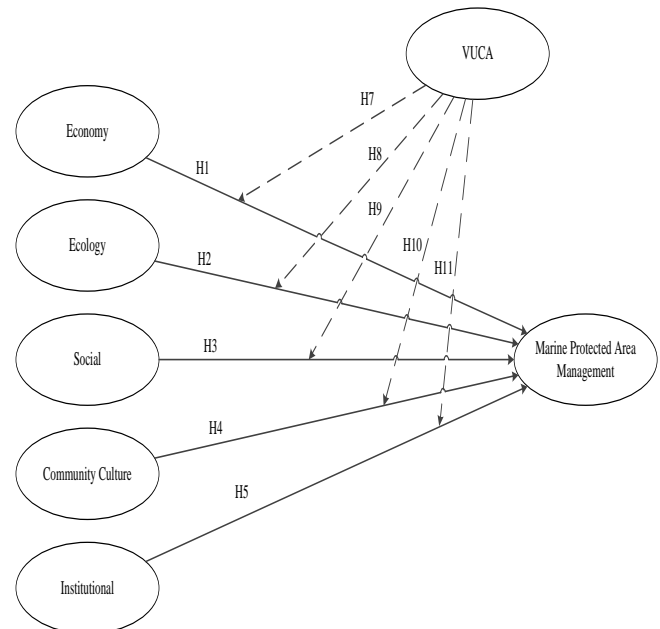 VUCA
H7
Economy
H8
H1
H9
Ecology
H10
H2
H11
Marine Protected Area
Management
Social
H3
H4
Community Culture
H5
Institutional